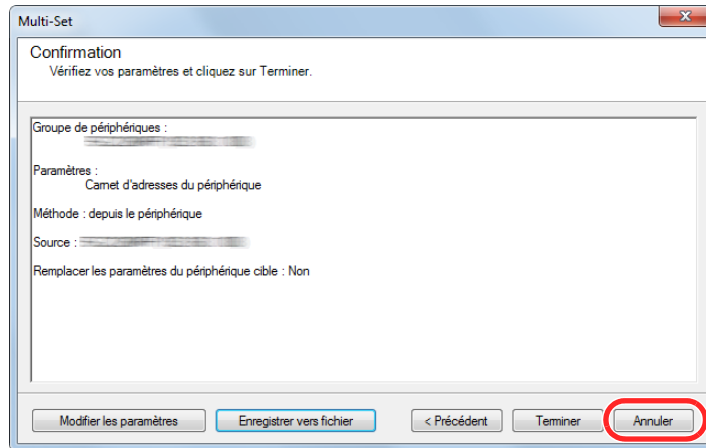 Multi-Set
Confirmation
Vérifiez vos paramètres et cliquez sur Terminer.
Groupe de périphériques :
Paramètres :
Carnet d'adresses du périphérique
Méthode : depuis le périphérique
Source :
Remplacer les paramètres du périphérique cible : Non
Modifier les paramètres Enregistrer vers fichier < Précédent Terminer Annuler